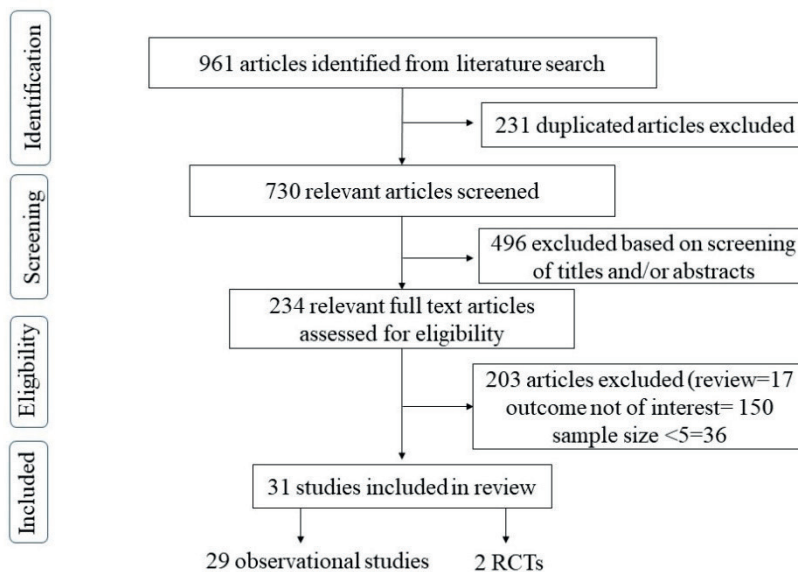 Identification
961 articles identified from literature search
231 duplicated articles excluded
730 relevant articles screened
Screening
496 excluded based on screening
of titles and/or abstracts
234 relevant full text articles
assessed for eligibility
Eligibility
203 articles excluded (review=17
outcome not of interest= 150
sample size <5=36
Included
31 studies included in review
29 observational studies
2 RCTs